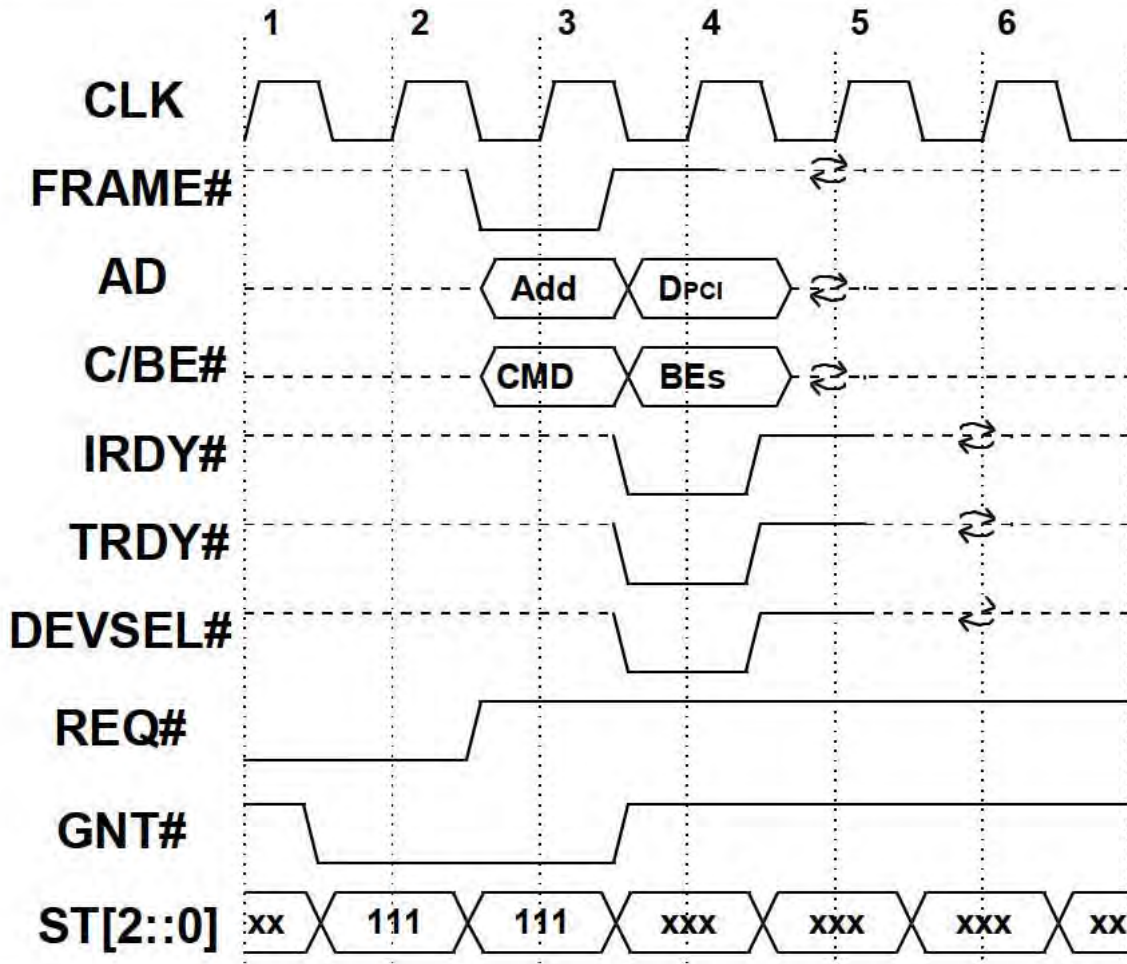 1 2 3 4 5 6
CLK
FRAME#
AD Add DPCI
C/BE# CMD BEs
IRDY#
TRDY#
DEVSEL#
REQ#
GNT#
ST[2::0] xx 111 111 xxx xxx xxx xx